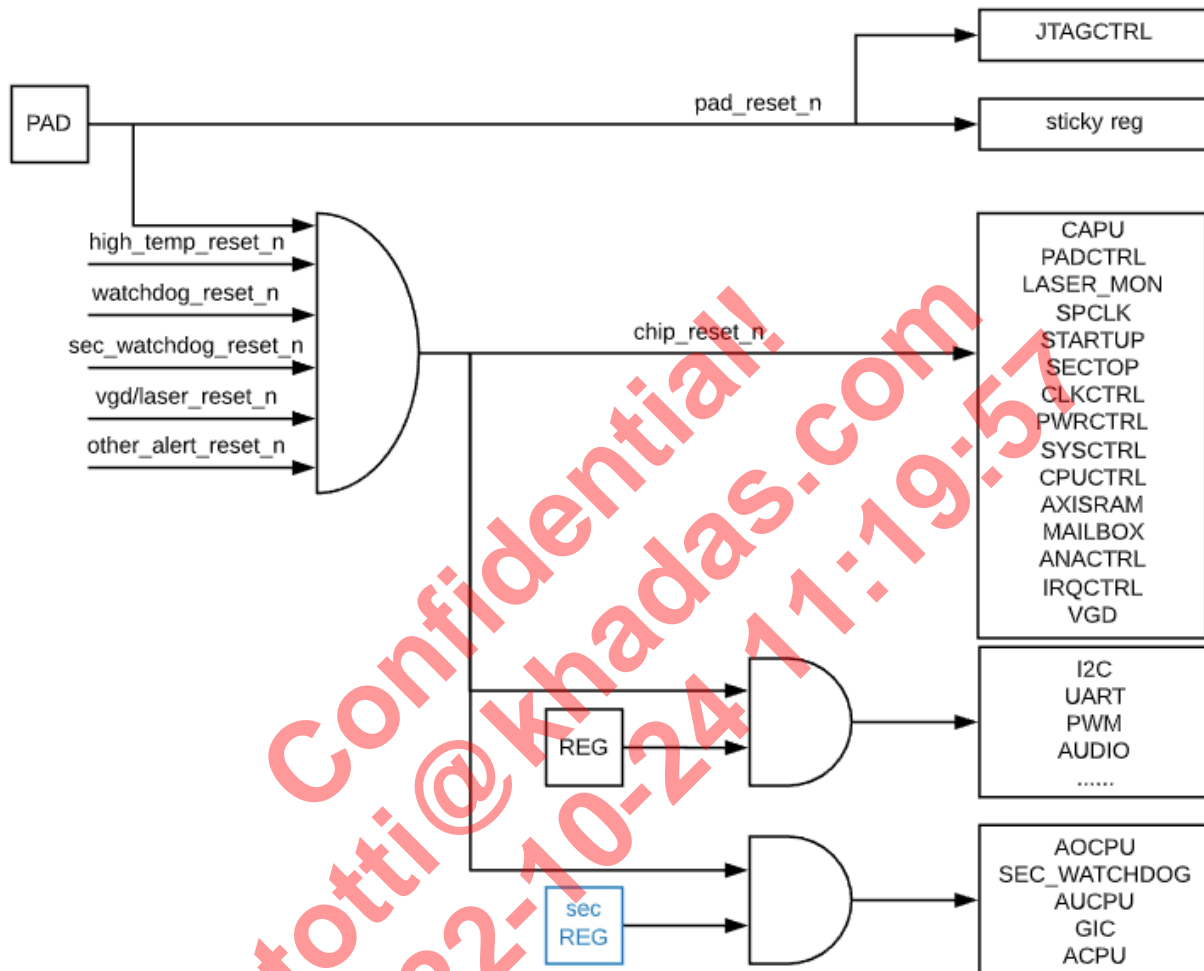 JTAGCTRL
PAD
pad_reset_n
sticky reg
high_temp_reset_n
watchdog_reset_n
sec_watchdog_reset_n
vgd/laser_reset_n
other_alert_reset_n
chip_reset_n
CAPU
PADCTRL
LASER_MON
SPCLK
STARTUP
SECTOP
CLKCTRL
PWRCTRL
SYSCTRL
CPUCTRL
AXISRAM
MAILBOX
ANACTRL
IRQCTRL
VGD
REG
I2C
UART
PWM
AUDIO
......
sec
REG
AOCPU
SEC_WATCHDOG
AUCPU
GIC
ACPU
Confidential!
totti@khadas.com
22-10-24 11:19:57